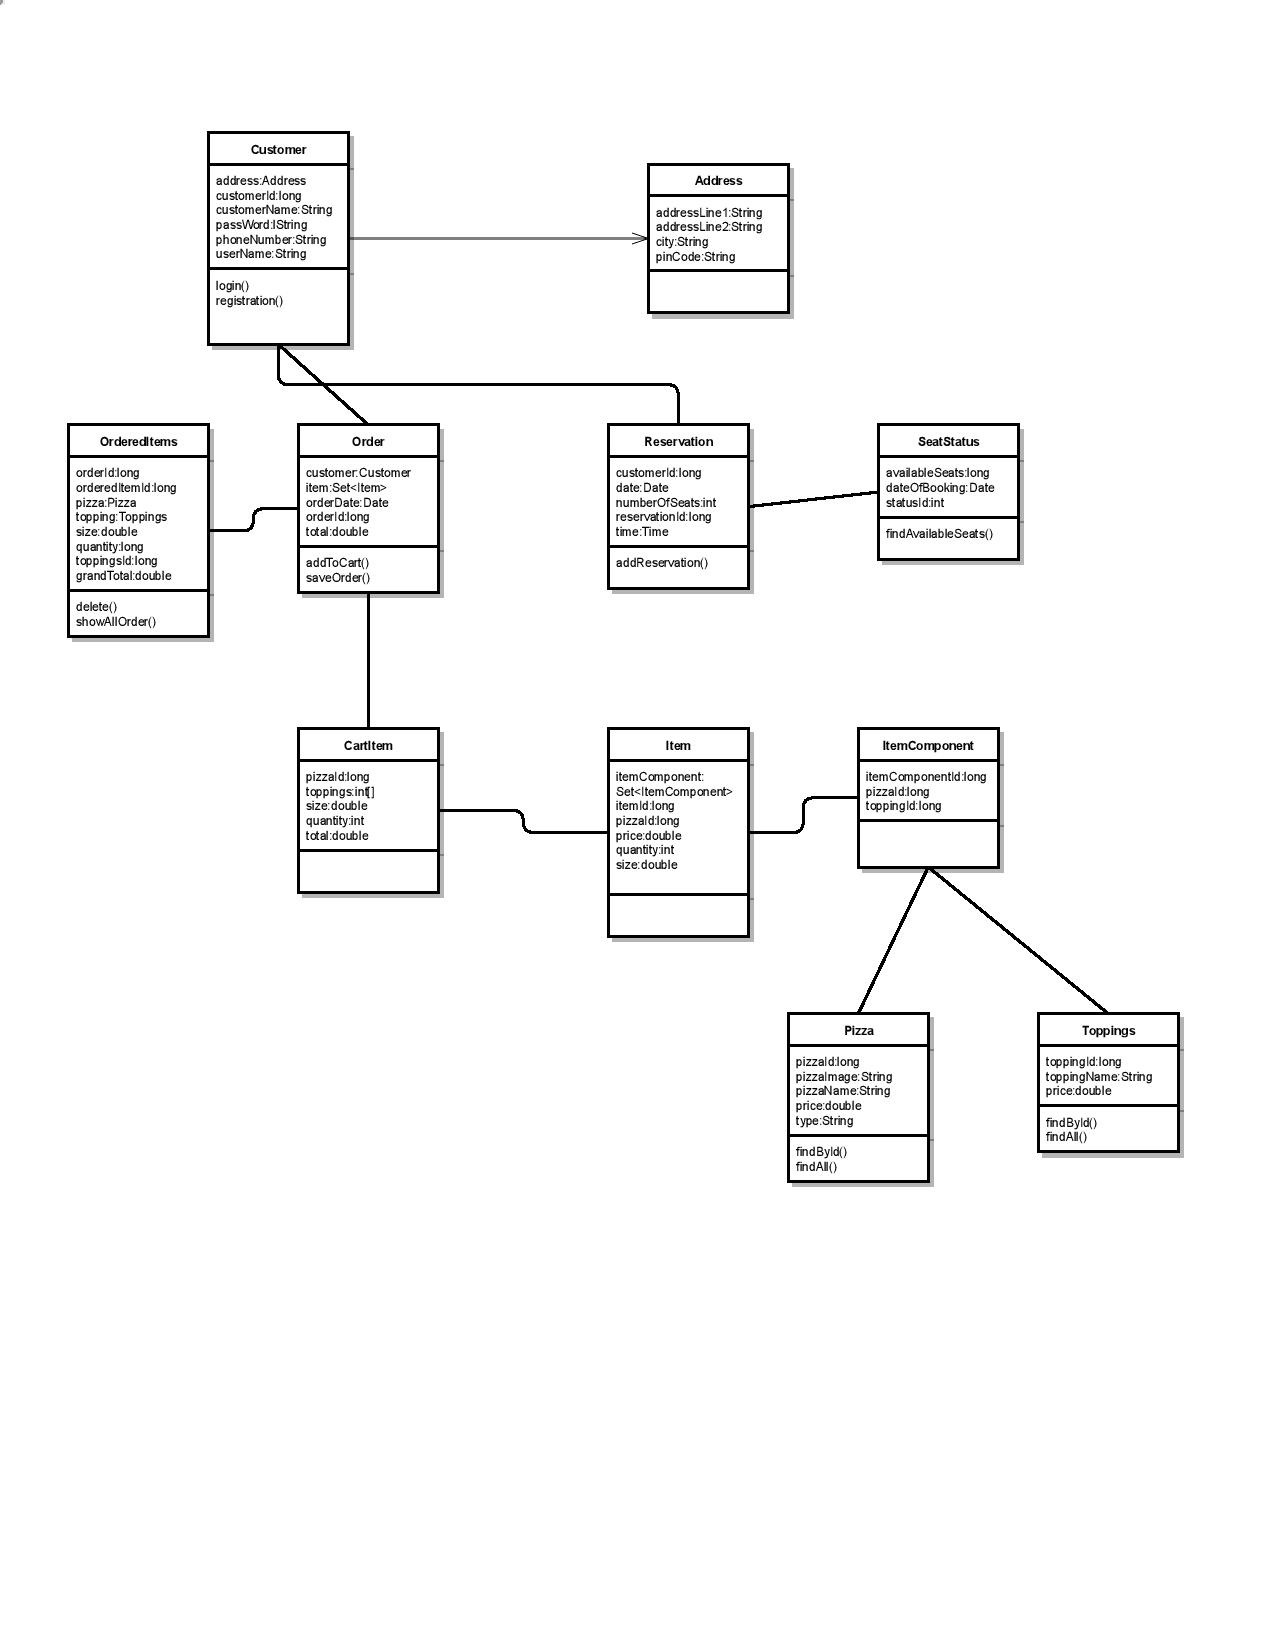 Customer
address:Address
customerId:long
customerName:String
passWord:lString
phoneNumber:String
userName:String
login()
registration()
Address
addressLine1:String
addressLine2:String
city:String
pinCode:String
OrderedItems
orderId:long
orderedItemId:long
pizza:Pizza
topping:Toppings
size:double
quantity:long
toppingsId:long
grandTotal:double
delete()
showAllOrder()
Order
customer:Customer
item:Set<Item>
orderDate:Date
orderId:long
total:double
addToCart()
saveOrder()
Reservation
customerId:long
date:Date
numberOfSeats:int
reservationId:long
time:Time
addReservation()
SeatStatus
availableSeats:long
dateOfBooking:Date
statusId:int
findAvailableSeats()
CartItem
pizzaId:long
toppings:int[]
size:double
quantity:int
total:double
Item
itemComponent:
Set<ItemComponent>
itemId:long
pizzaId:long
price:double
quantity:int
size:double
ItemComponent
itemComponentId:long
pizzaId:long
toppingId:long
Pizza
pizzaId:long
pizzaImage:String
pizzaName:String
price:double
type:String
findById()
findAll()
Toppings
toppingId:long
toppingName:String
price:double
findById()
findAll()